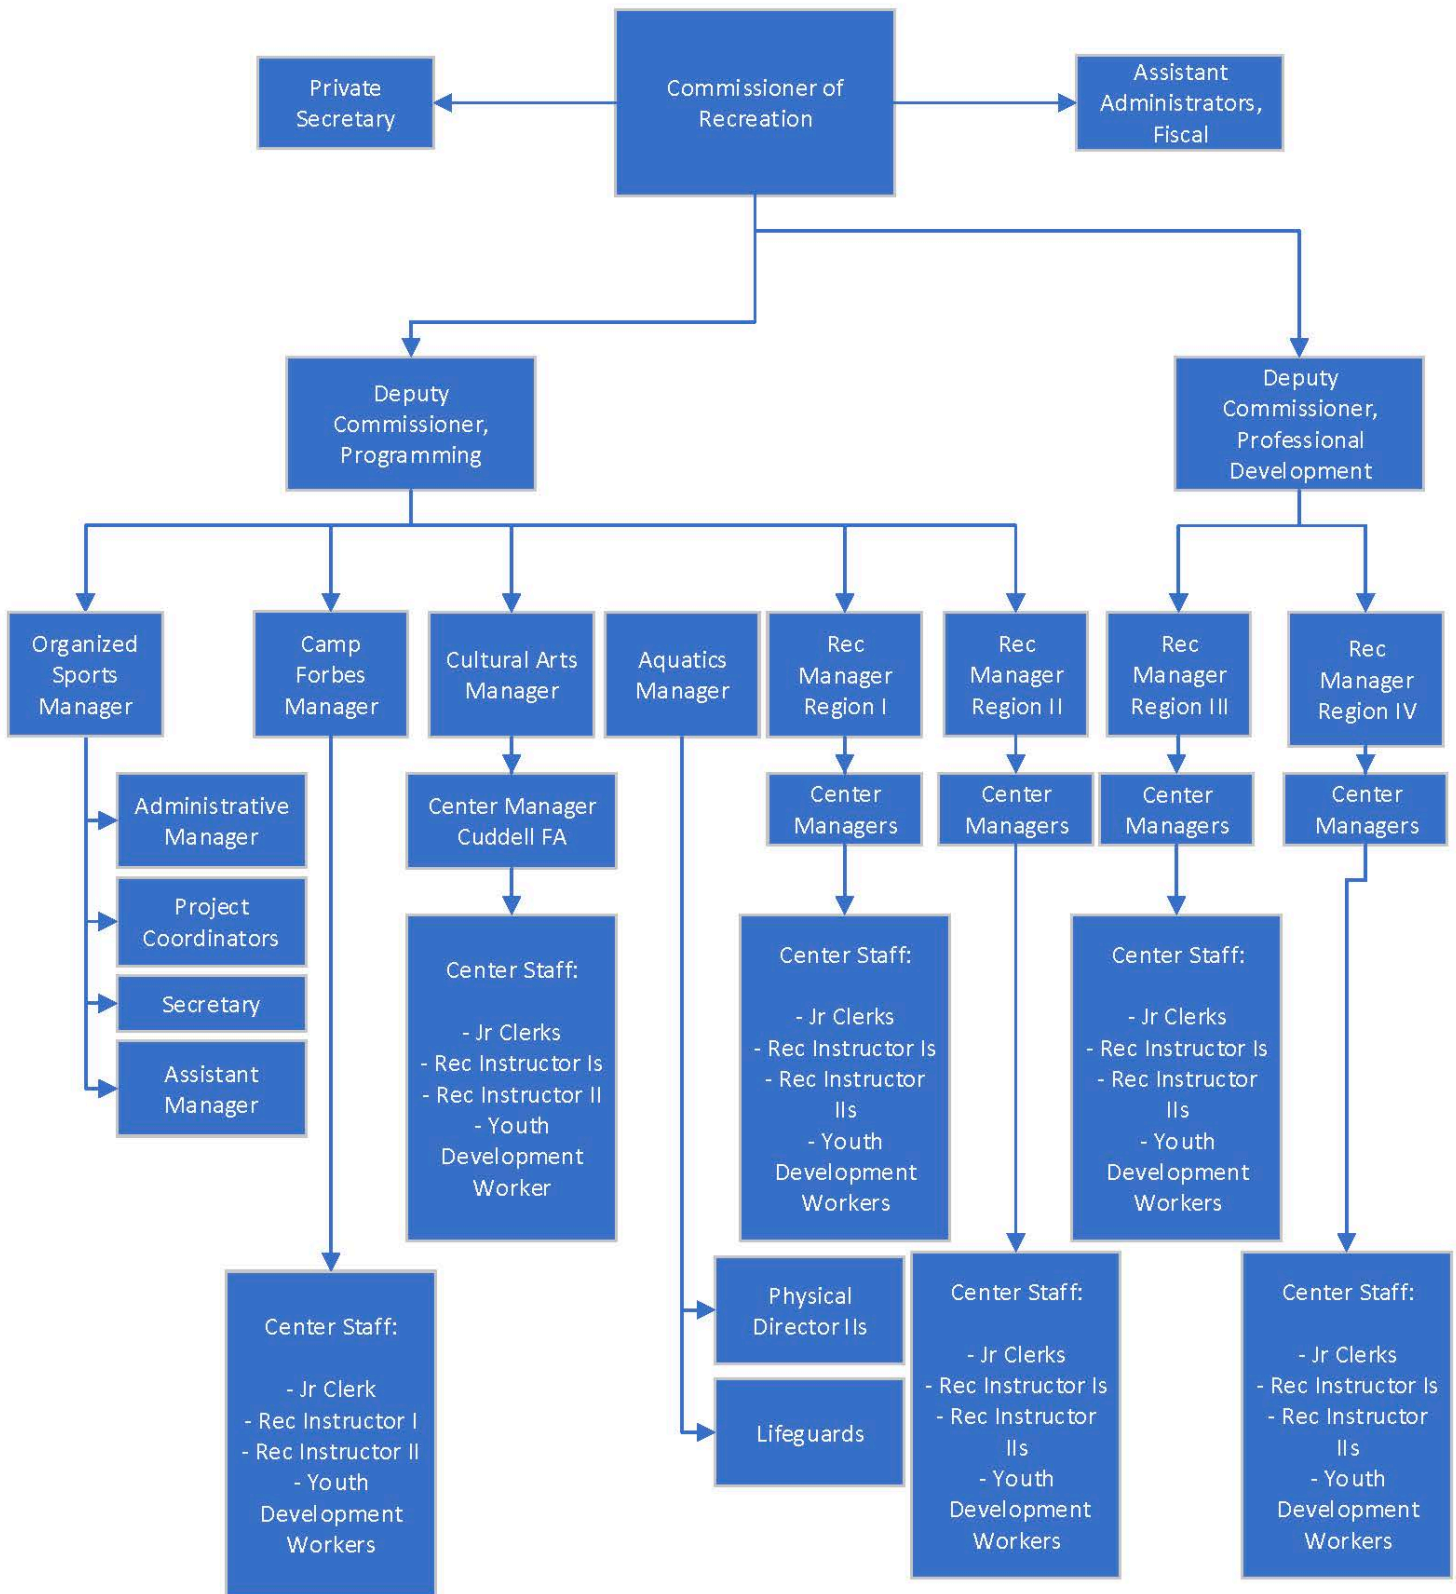 Private
Secretary
Commissioner of
Recreation
Assistant
Administrators,
Fiscal
Deputy
Commissioner,
Programming
Deputy
Commissioner,
Professional
Development
Organized
Sports
Manager
Camp
Forbes
Manager
Cultural Arts
Manager
Aquatics
Manager
Rec
Manager
Region I
Rec
Manager
Region II
Rec
Manager
Region III
Rec
Manager
Region IV
Administrative
Manager
Project
Coordinators
Secretary
Assistant
Manager
Center Manager
Cuddell FA
Center
Managers
Center
Managers
Center
Managers
Center
Managers
Center Staff:
- Jr Clerks
- Rec Instructor Is
- Rec Instructor II
- Youth
Development
Worker
Center Staff:
- Jr Clerks
- Rec Instructor Is
- Rec Instructor
IIs
- Youth
Development
Workers
Center Staff:
- Jr Clerks
- Rec Instructor Is
- Rec Instructor
IIs
- Youth
Development
Workers
Center Staff:
- Jr Clerk
- Rec Instructor I
- Rec Instructor II
- Youth
Development
Workers
Physical
Director IIs
Lifeguards
Center Staff:
- Jr Clerks
- Rec Instructor Is
- Rec Instructor
IIs
- Youth
Development
Workers
Center Staff:
- Jr Clerks
- Rec Instructor Is
- Rec Instructor
IIs
- Youth
Development
Workers